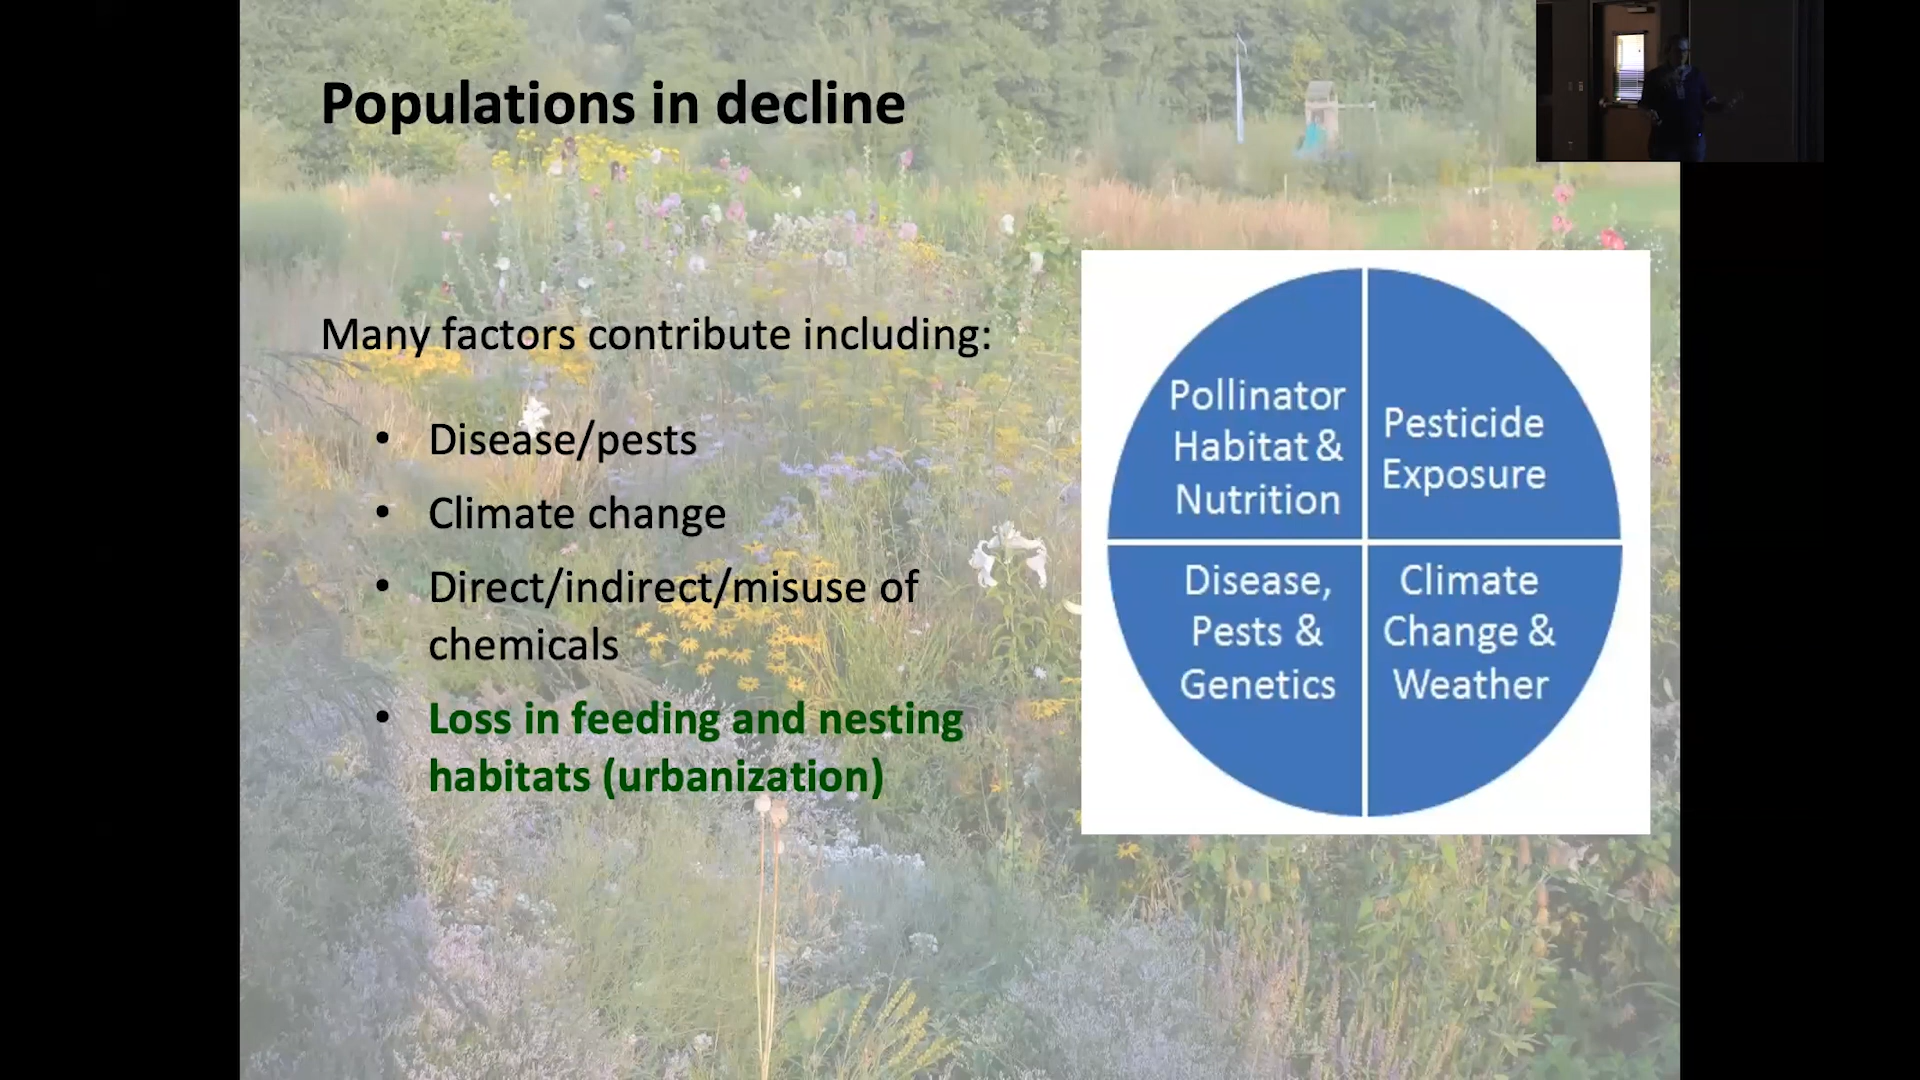 Populations in decline
Many factors contribute including:
• Disease/pests
• Climate change
• Direct/indirect/misuse of
chemicals
• Loss in feeding and nesting
habitats (urbanization)
Pollinator
Habitat &
Nutrition
Pesticide
Exposure
Disease,
Pests &
Genetics
Climate
Change &
Weather